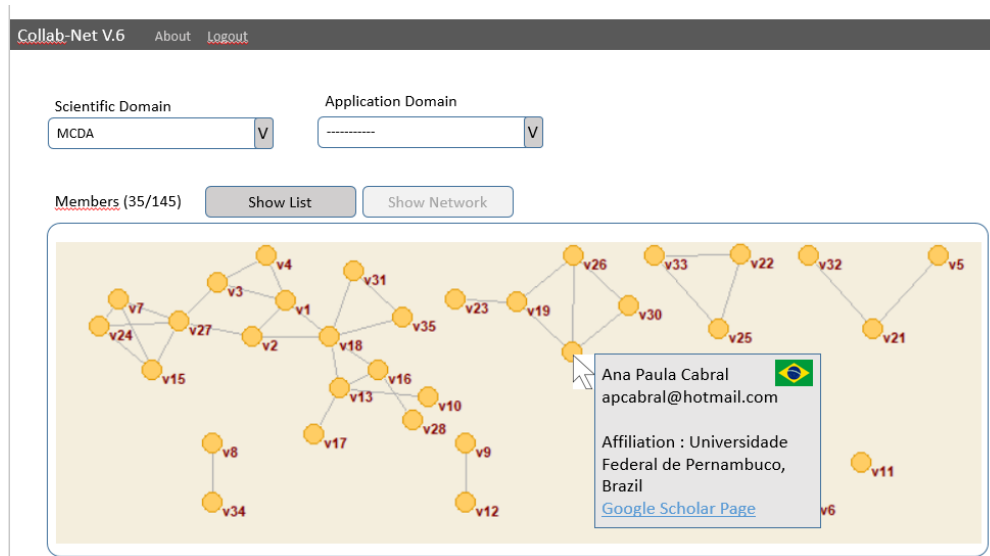 Collab-Net V.6 About Logout
Scientific Domain Application Domain
MCDA V ----------- V
Members (35/145) Show List Show Network
v4 v26 v33 v22 v32 v5
v3 v31
v7 v1 v23 v19 v30
v24 v27 v2 v18 v35 v25 v21
v15 v16
v13 v10
v17 v28
v8 v9 v11
v34 v12 v6
Ana Paula Cabral
apcabral@hotmail.com
Affiliation : Universidade
Federal de Pernambuco,
Brazil
Google Scholar Page